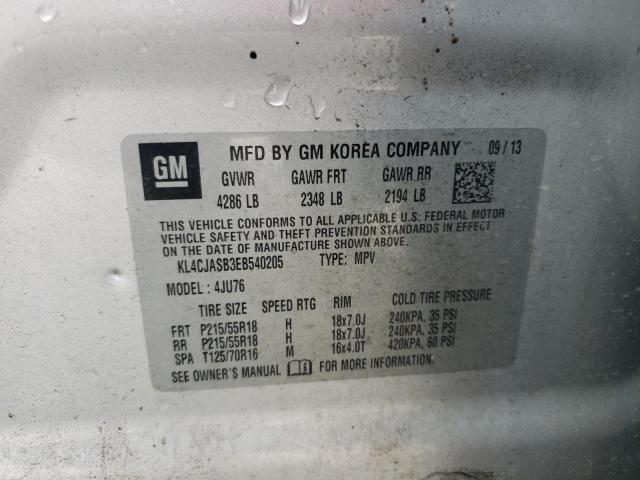 GM
MFD BY GM KOREA COMPANY 09/13
GVWR GAWR FRT GAWR RR
4286 LB 2348 LB 2194 LB
THIS VEHICLE CONFORMS TO ALL APPLICABLE U.S. FEDERAL MOTOR
VEHICLE SAFETY AND THEFT PREVENTION STANDARDS IN EFFECT
ON THE DATE OF MANUFACTURE SHOWN ABOVE.
KL4CJASB3EB540205 TYPE: MPV
MODEL: 4JU76
TIRE SIZE SPEED RTG RIM COLD TIRE PRESSURE
FRT P215/55R18 H 18x7.0J 240KPA, 35 PSI
RR P215/55R18 H 18x7.0J 240KPA, 35 PSI
SPA T125/70R16 M 16x4.0T 420KPA, 60 PSI
SEE OWNER'S MANUAL FOR MORE INFORMATION.